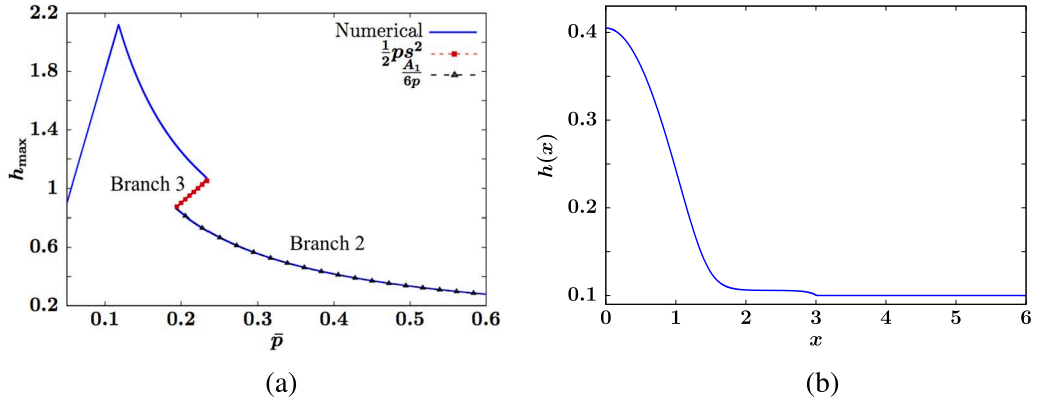 2.2
1.8
1.4
1
0.6
0.2
h_max
Numerical
1/2 ps²
A₁/6p
Branch 3
Branch 2
0.1 0.2 0.3 0.4 0.5 0.6
p̄
(a)
0.4
0.3
0.2
0.1
h(x)
0 1 2 3 4 5 6
x
(b)